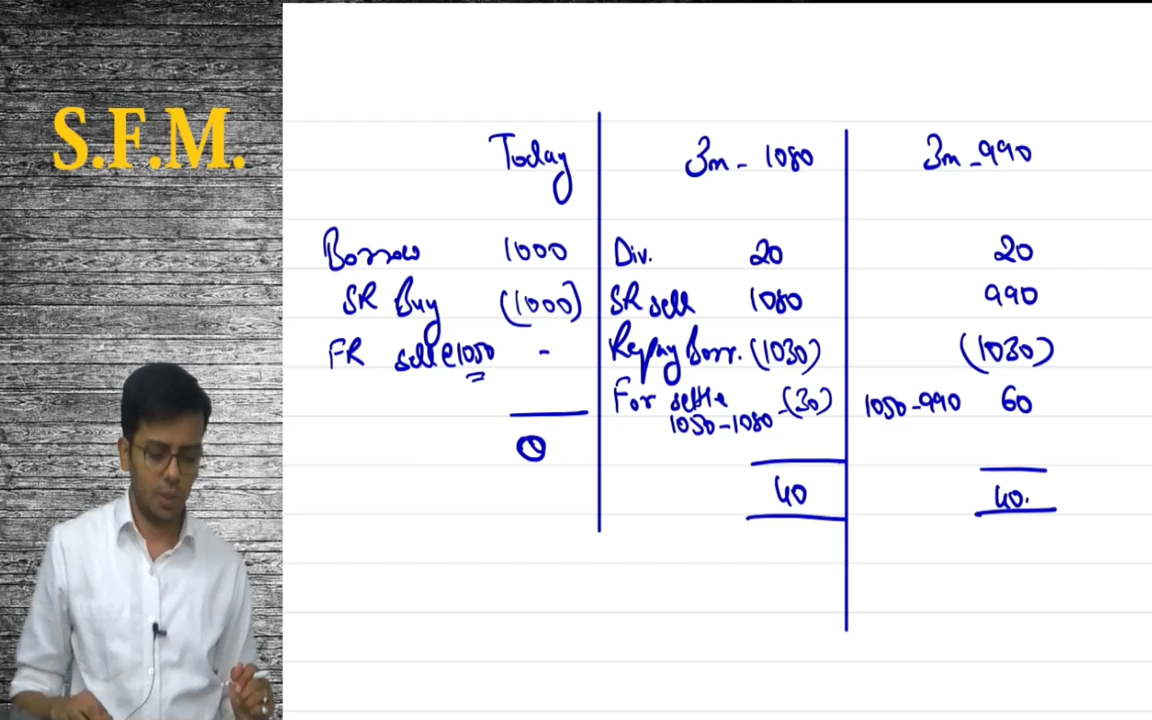 S.F.M.
Today
3m - 1080
3m - 990
Borrow 1000
Div. 20
20
SR Buy (1000)
SR sell 1080
990
FR sell @1050 -
Repay Borr. (1030)
(1030)
For settle -(30)
1050-1080
1050-990 60
0
40
40.